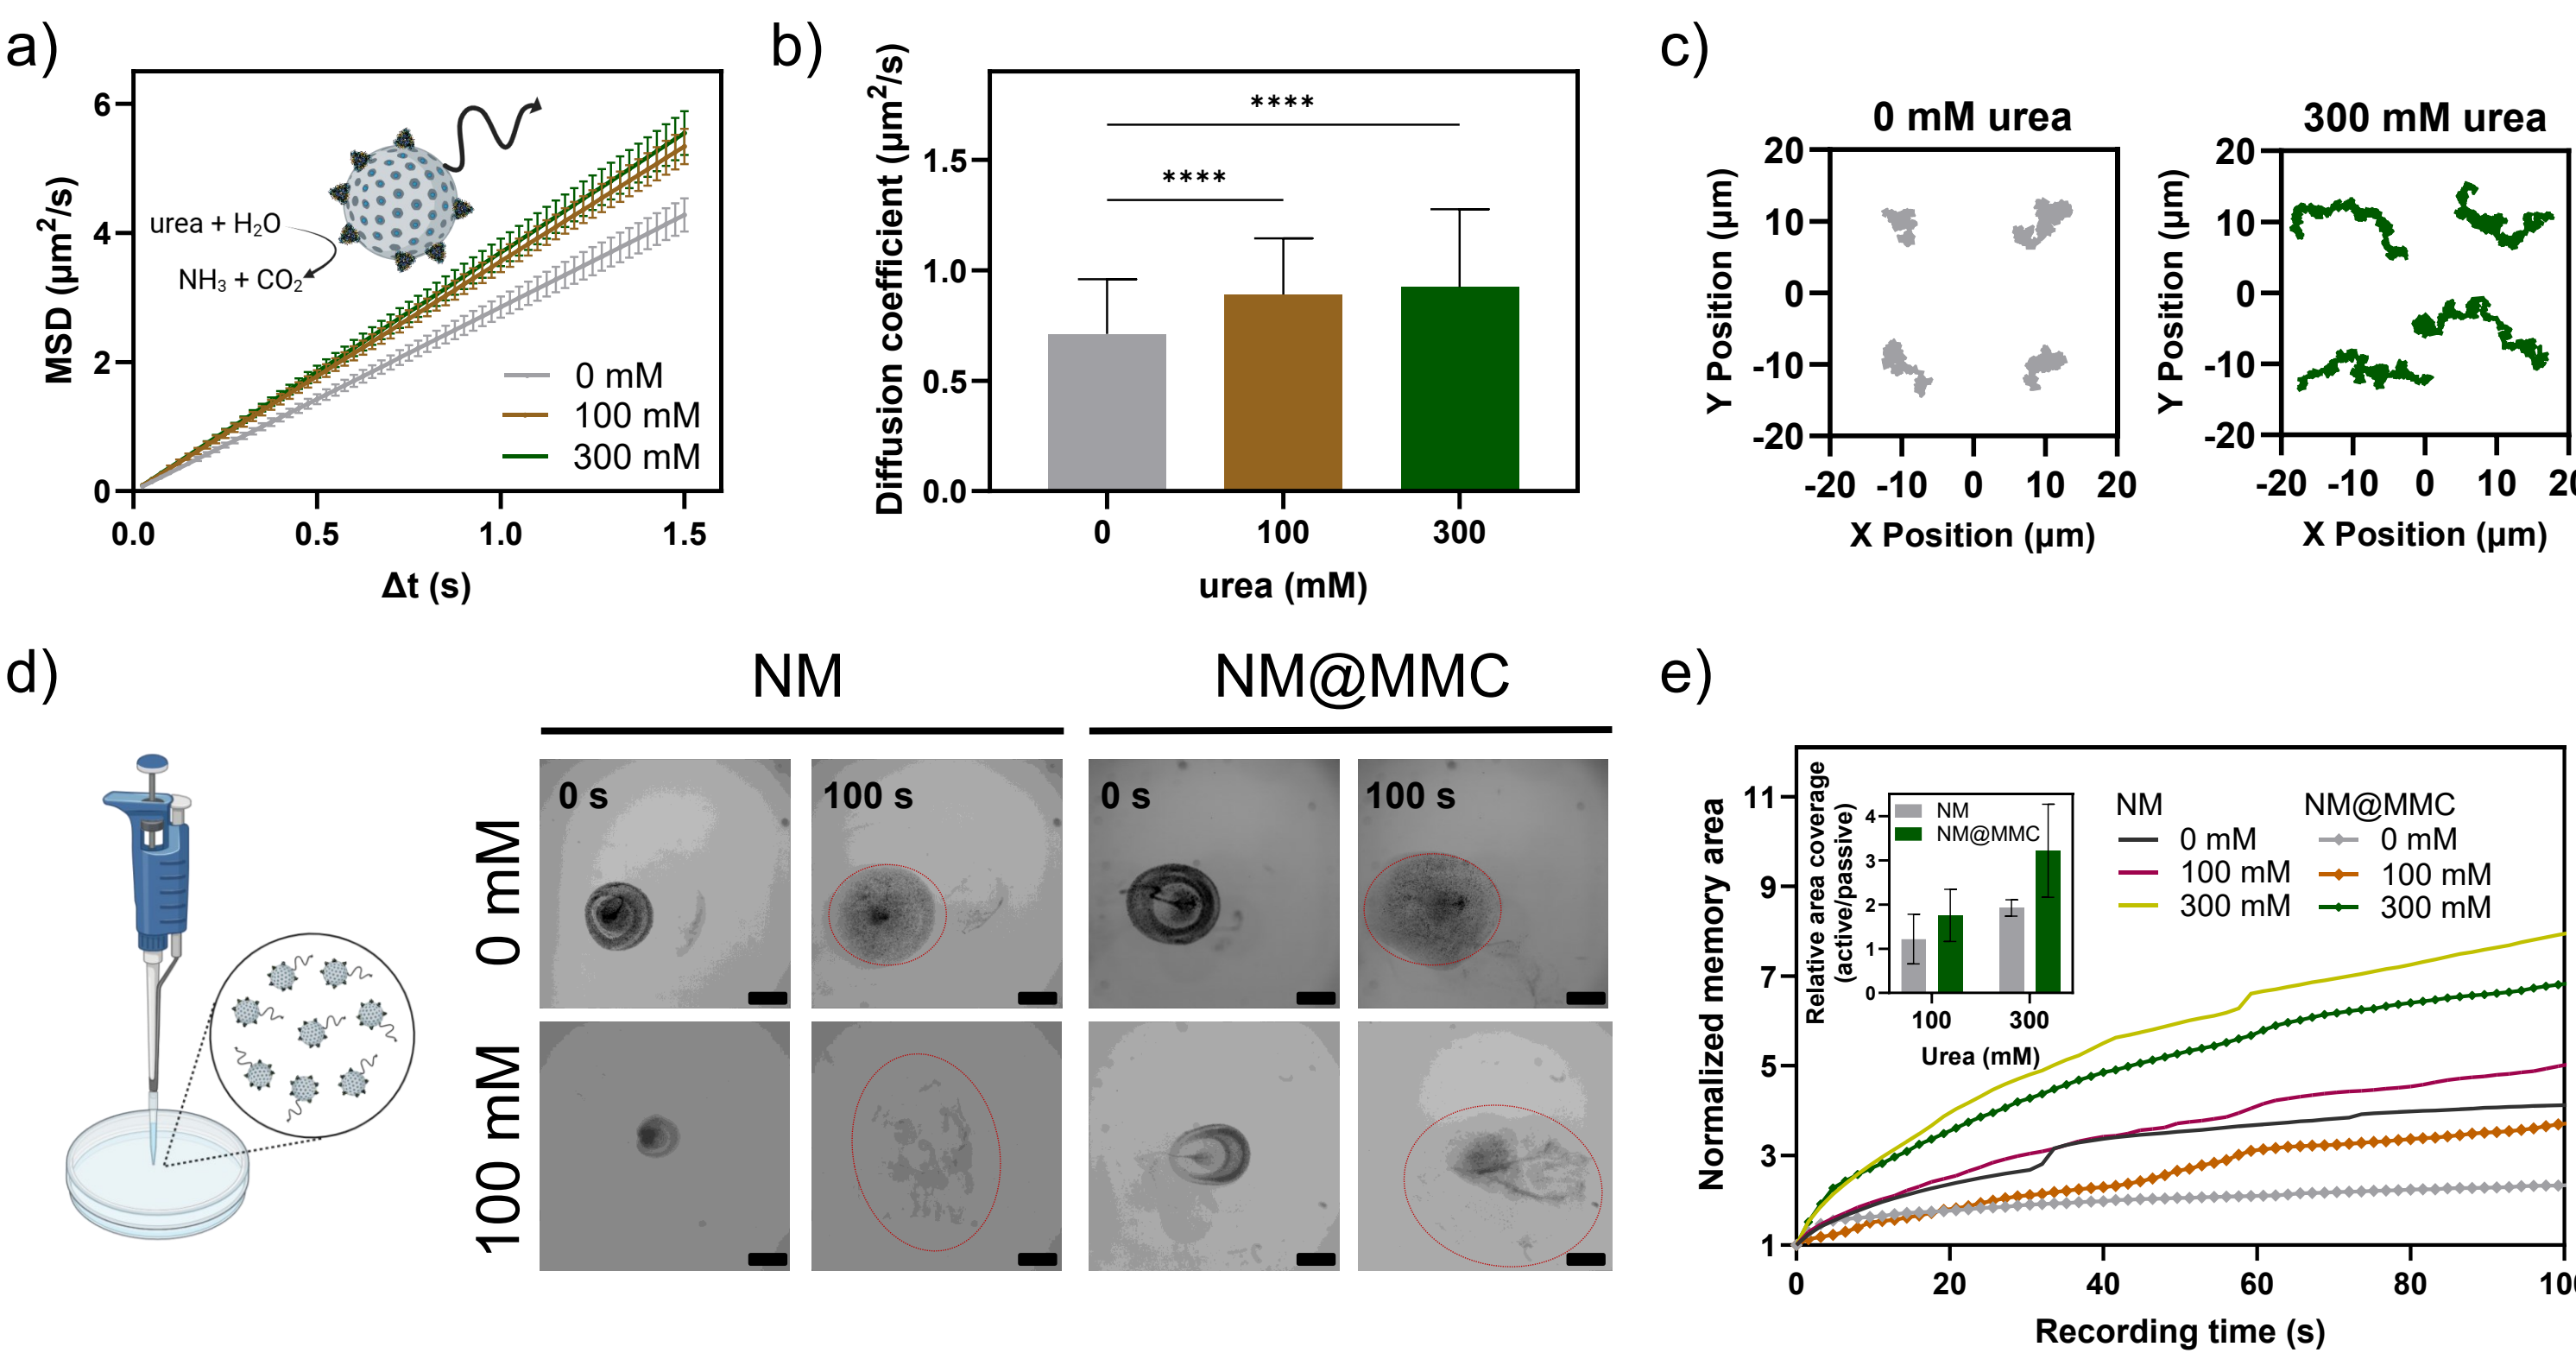 a)
MSD (µm²/s)
6
4
2
0
0.0 0.5 1.0 1.5
Δt (s)
urea + H₂O
NH₃ + CO₂
0 mM
100 mM
300 mM
b)
Diffusion coefficient (µm²/s)
1.5
1.0
0.5
0.0
****
****
0 100 300
urea (mM)
c)
0 mM urea
Y Position (µm)
20
10
0
-10
-20
-20 -10 0 10 20
X Position (µm)
300 mM urea
Y Position (µm)
20
10
0
-10
-20
-20 -10 0 10
X Position (µm)
d)
NM
NM@MMC
0 mM
0 s
100 s
0 s
100 s
100 mM
e)
Normalized memory area
11
9
7
5
3
1
0 20 40 60 80
Recording time (s)
Relative area coverage
(active/passive)
4
3
2
1
0
NM
NM@MMC
100 300
Urea (mM)
NM
0 mM
100 mM
300 mM
NM@MMC
0 mM
100 mM
300 mM